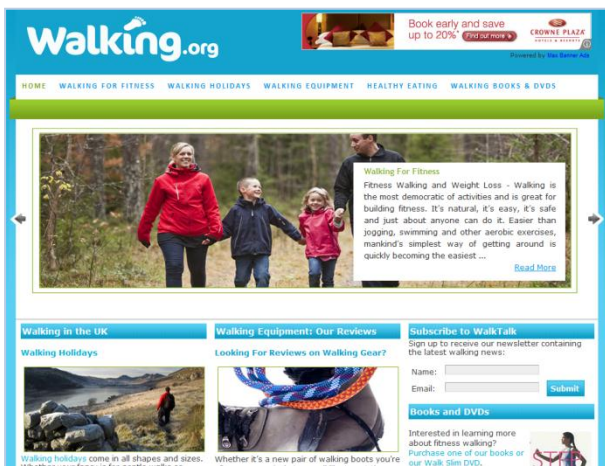 Walking.org
Book early and save
up to 20%*
Find out more
CROWNE PLAZA
HOTELS & RESORTS
Powered by Max Banner Ads
HOME WALKING FOR FITNESS WALKING HOLIDAYS WALKING EQUIPMENT HEALTHY EATING WALKING BOOKS & DVDS
Walking For Fitness
Fitness Walking and Weight Loss - Walking is
the most democratic of activities and is great for
building fitness. It's natural, it's easy, it's safe
and just about anyone can do it. Easier than
jogging, swimming and other aerobic exercises,
mankind's simplest way of getting around is
quickly becoming the easiest ...
Read More
Walking in the UK
Walking Holidays
Walking holidays come in all shapes and sizes.
Walking Equipment: Our Reviews
Looking For Reviews on Walking Gear?
Whether it's a new pair of walking boots you're
Subscribe to WalkTalk
Sign up to receive our newsletter containing
the latest walking news:
Name:
Email:
Submit
Books and DVDs
Interested in learning more
about fitness walking?
Purchase one of our books or
our Walk Slim DVD.